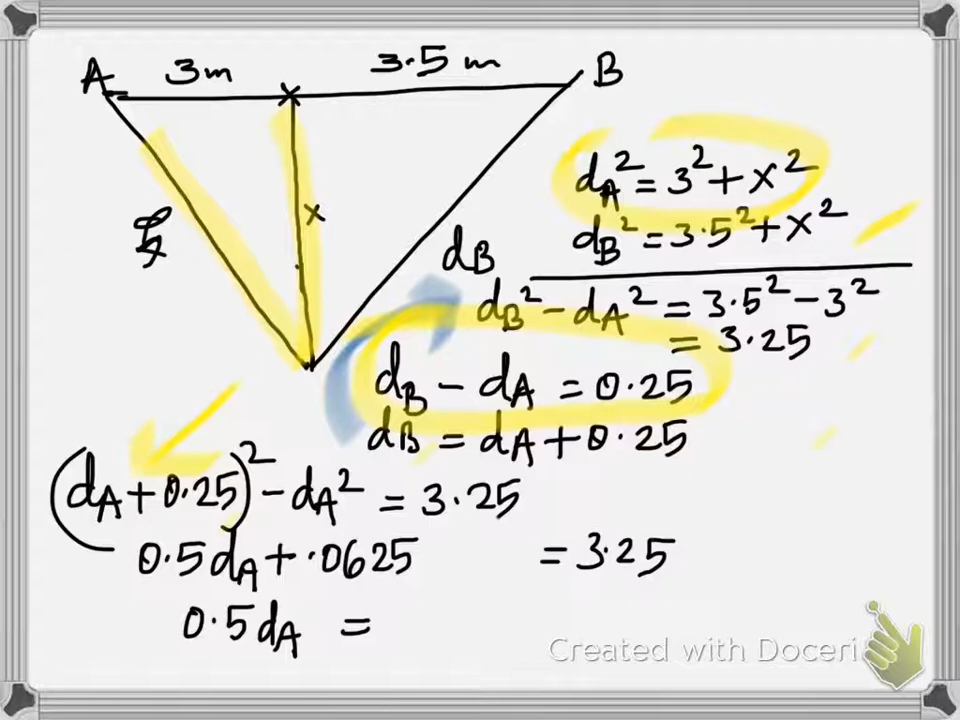 A 3m 3.5 m B
x
dB
dA² = 3² + x²
dB² = 3.5² + x²
dB² - dA² = 3.5² - 3²
= 3.25
dB - dA = 0.25
dB = dA + 0.25
(dA + 0.25)² - dA² = 3.25
0.5dA + .0625 = 3.25
0.5dA =
Created with Doceri